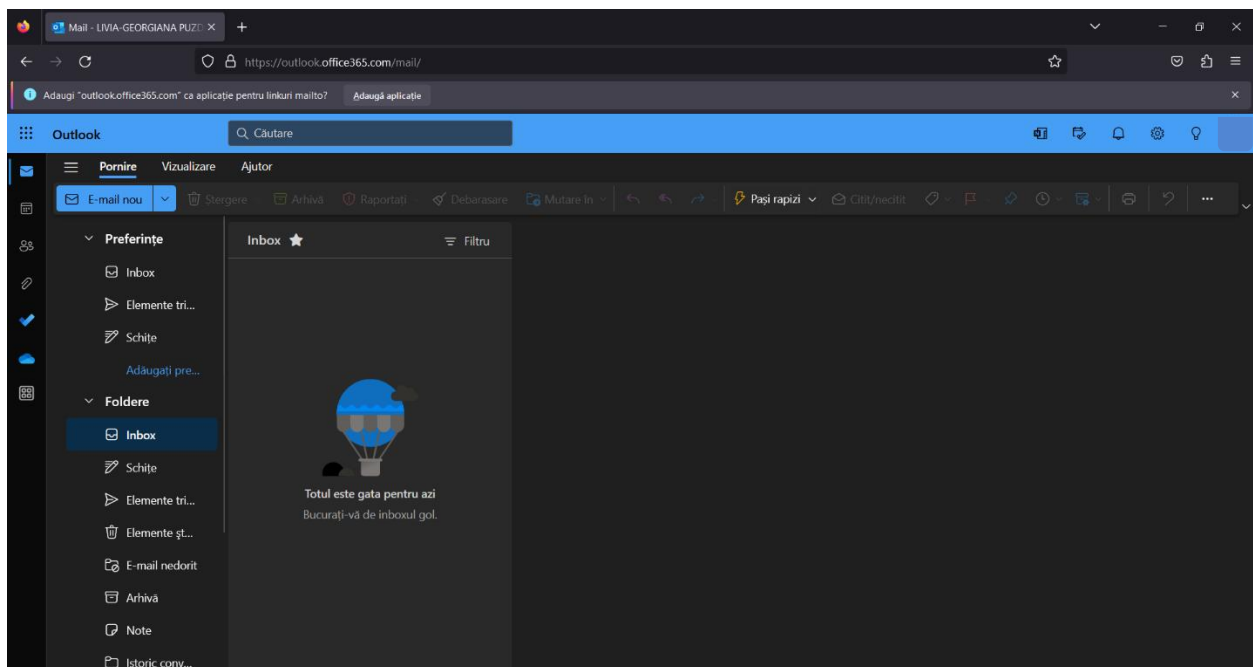 Mail - LIVIA-GEORGIANA PUZD
https://outlook.office365.com/mail/
Adaugi "outlook.office365.com" ca aplicație pentru linkuri mailto? Adaugă aplicație
Outlook
Căutare
Pornire Vizualizare Ajutor
E-mail nou Ștergere Arhivă Raportați Debarasare Mutare în Pași rapizi Citit/necitit
Preferințe
Inbox
Elemente tri...
Schițe
Adăugați pre...
Foldere
Inbox
Schițe
Elemente tri...
Elemente șt...
E-mail nedorit
Arhivă
Note
Istoric conv...
Inbox Filtru
Totul este gata pentru azi
Bucurați-vă de inboxul gol.